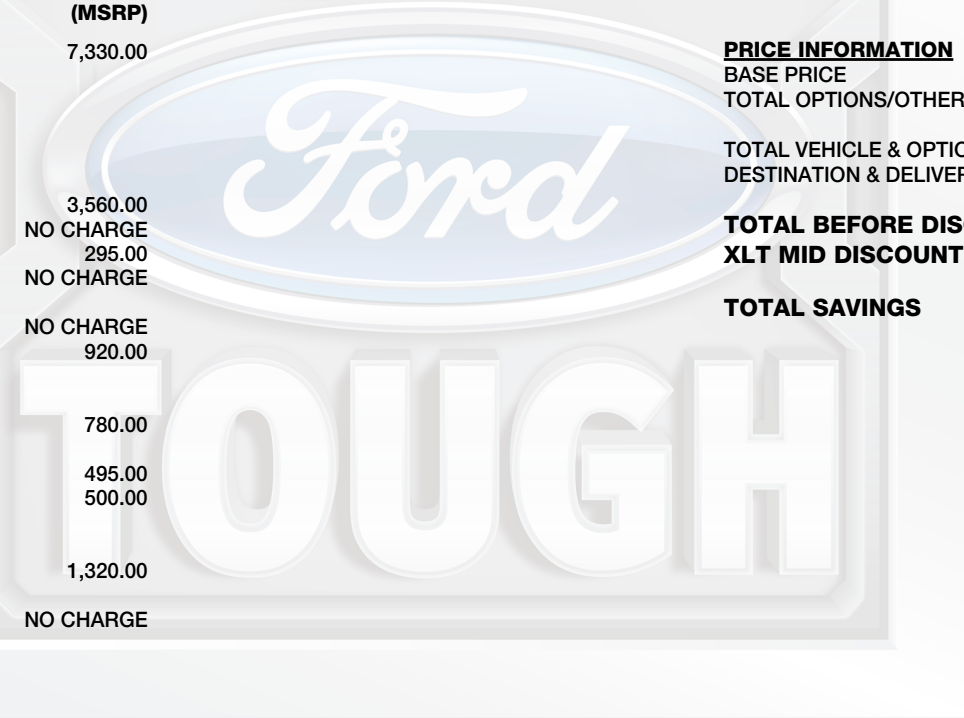 (MSRP)
7,330.00
3,560.00
NO CHARGE
295.00
NO CHARGE
NO CHARGE
920.00
780.00
495.00
500.00
1,320.00
NO CHARGE
PRICE INFORMATION
BASE PRICE
TOTAL OPTIONS/OTHER
TOTAL VEHICLE & OPTIO
DESTINATION & DELIVER
TOTAL BEFORE DIS
XLT MID DISCOUNT
TOTAL SAVINGS
Ford
TOUGH